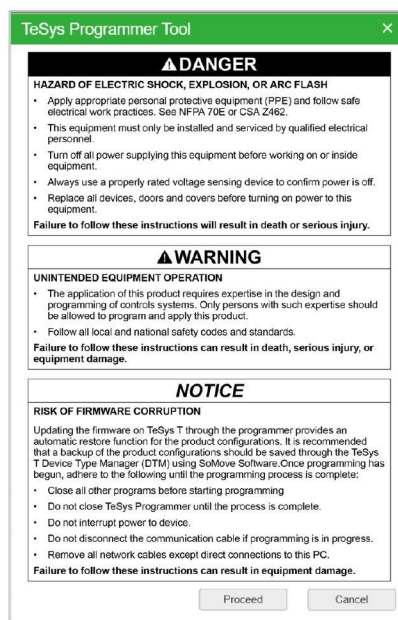 TeSys Programmer Tool ×
⚠DANGER
HAZARD OF ELECTRIC SHOCK, EXPLOSION, OR ARC FLASH
• Apply appropriate personal protective equipment (PPE) and follow safe
electrical work practices. See NFPA 70E or CSA Z462.
• This equipment must only be installed and serviced by qualified electrical
personnel.
• Turn off all power supplying this equipment before working on or inside
equipment.
• Always use a properly rated voltage sensing device to confirm power is off.
• Replace all devices, doors and covers before turning on power to this
equipment.
Failure to follow these instructions will result in death or serious injury.
⚠WARNING
UNINTENDED EQUIPMENT OPERATION
• The application of this product requires expertise in the design and
programming of controls systems. Only persons with such expertise should
be allowed to program and apply this product.
• Follow all local and national safety codes and standards.
Failure to follow these instructions can result in death, serious injury, or
equipment damage.
NOTICE
RISK OF FIRMWARE CORRUPTION
Updating the firmware on TeSys T through the programmer provides an
automatic restore function for the product configurations. It is recommended
that a backup of the product configurations should be saved through the TeSys
T Device Type Manager (DTM) using SoMove Software.Once programming has
begun, adhere to the following until the programming process is complete:
• Close all other programs before starting programming
• Do not close TeSys Programmer until the process is complete.
• Do not interrupt power to device.
• Do not disconnect the communication cable if programming is in progress.
• Remove all network cables except direct connections to this PC.
Failure to follow these instructions can result in equipment damage.
Proceed Cancel